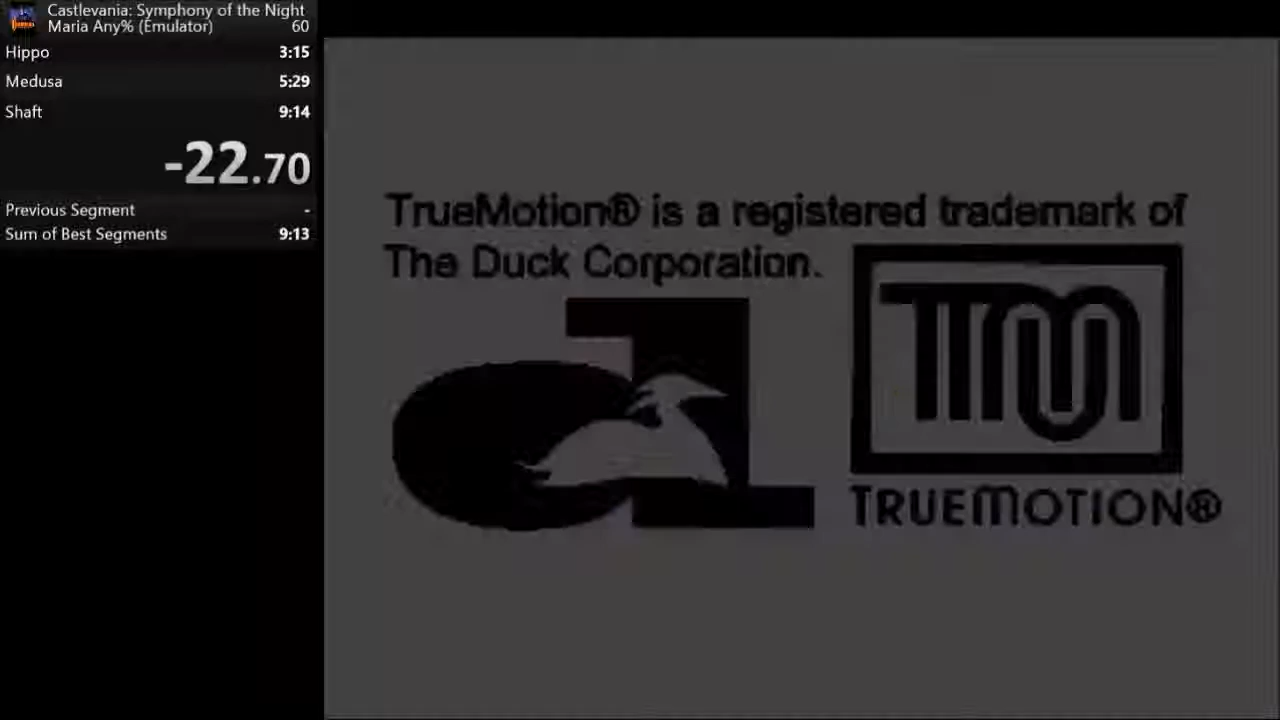 Castlevania: Symphony of the Night
Maria Any% (Emulator) 60
Hippo 3:15
Medusa 5:29
Shaft 9:14
-22.70
Previous Segment -
Sum of Best Segments 9:13
TrueMotion® is a registered trademark of
The Duck Corporation.
TM
TRUEMOTION®